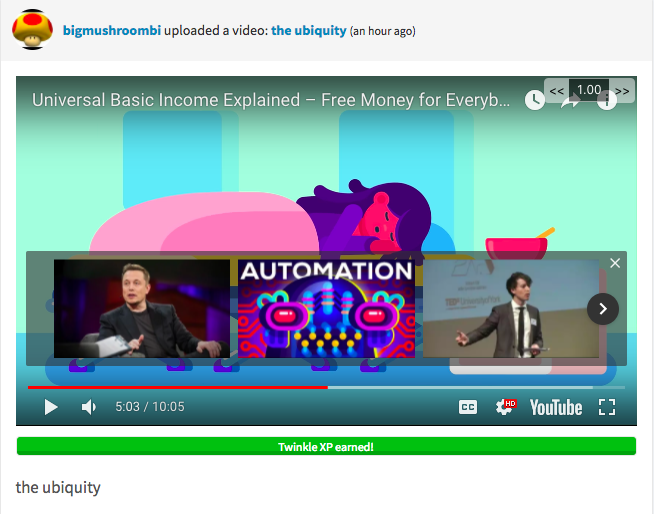 bigmushroombi uploaded a video: the ubiquity (an hour ago)
Universal Basic Income Explained – Free Money for Everyb...
<< 1.00 >>
AUTOMATION
5:03 / 10:05
CC
HD
YouTube
Twinkle XP earned!
the ubiquity